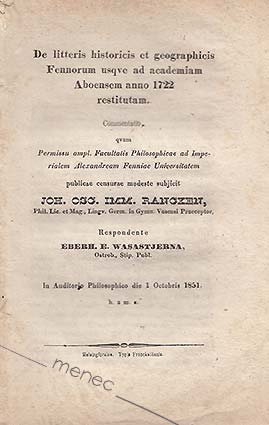 De litteris historicis et geographicis
Fennorum usqve ad academiam
Aboensem anno 1722
restitutam.
Commentatio,
qvam
Permissu ampl. Facultatis Philosophicae ad Impe-
rialem Alexandream Fenniae Universitatem
publicae censurae modeste subjicit
JOH. OSC. IMM. RANCKEN,
Phil. Lic. et Mag., Lingv. Germ. in Gymn. Vasensi Praeceptor,
Respondente
EBERH. E. WASASTJERNA,
Ostrob., Stip. Publ.
In Auditorio Philosophico die 1 Octobris 1851.
h. a m. s.
Helsingforsiae, Typis Frenckellianis.
menec